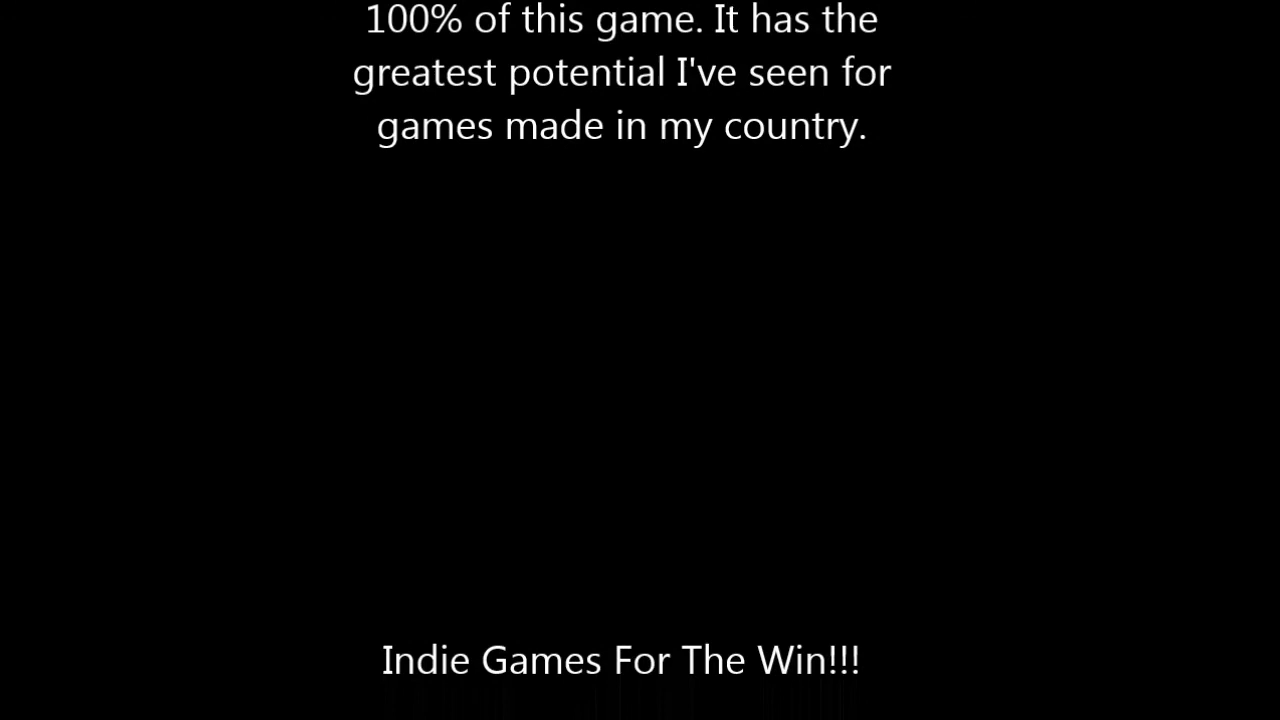 100% of this game. It has the
greatest potential I've seen for
games made in my country.
Indie Games For The Win!!!